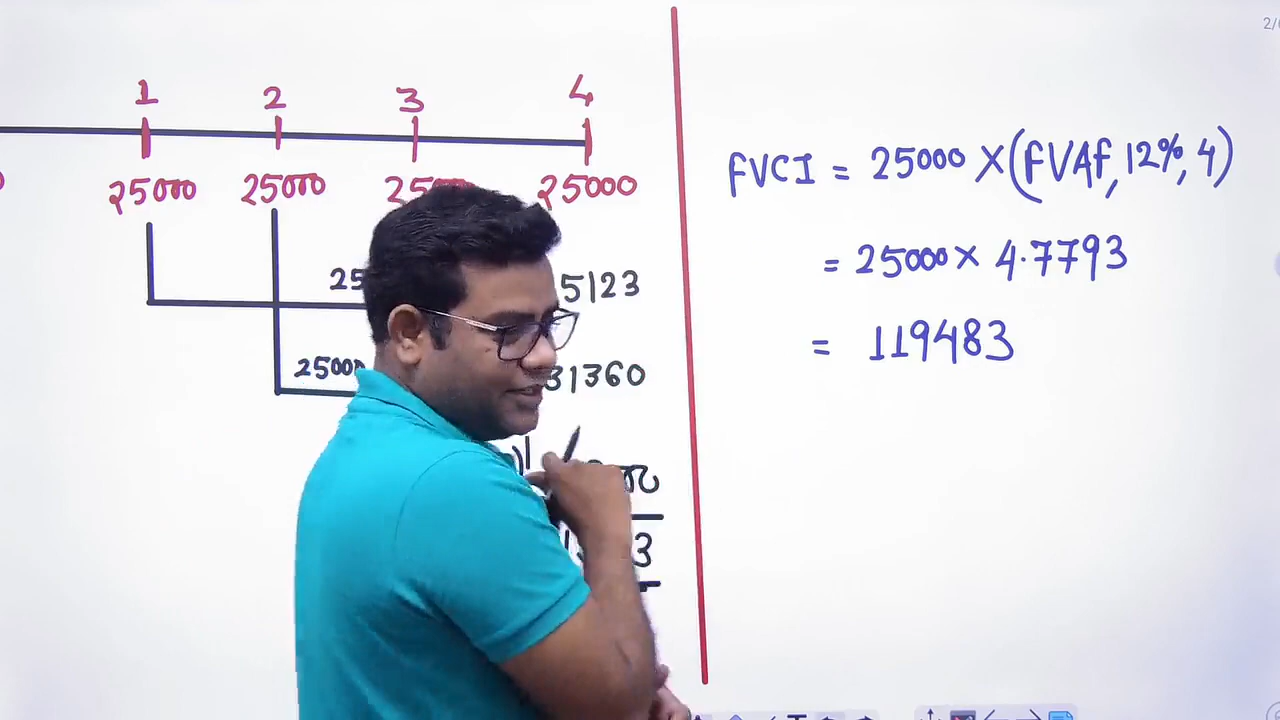 1 2 3 4
25000 25000 25000
5123
25000
31360
FVCI = 25000 × (FVAf, 12%, 4)
= 25000 × 4.7793
= 119483